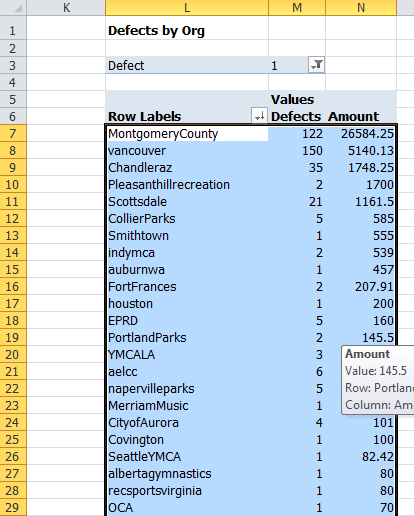 K L M N
1 Defects by Org
2
3 Defect 1
4
5 Values
6 Row Labels Defects Amount
7 MontgomeryCounty 122 26584.25
8 vancouver 150 5140.13
9 Chandleraz 35 1748.25
10 Pleasanthillrecreation 2 1700
11 Scottsdale 21 1161.5
12 CollierParks 5 585
13 Smithtown 1 555
14 indymca 2 539
15 auburnwa 1 457
16 FortFrances 2 207.91
17 houston 1 200
18 EPRD 5 160
19 PortlandParks 2 145.5
20 YMCALA 3 Amount
21 aelcc 6 Value: 145.5
22 napervilleparks 5 Row: Portlan
23 MerriamMusic 1 Column: Am
24 CityofAurora 4 101
25 Covington 1 100
26 SeattleYMCA 1 82.42
27 albertagymnastics 1 80
28 recsportsvirginia 1 80
29 OCA 1 70